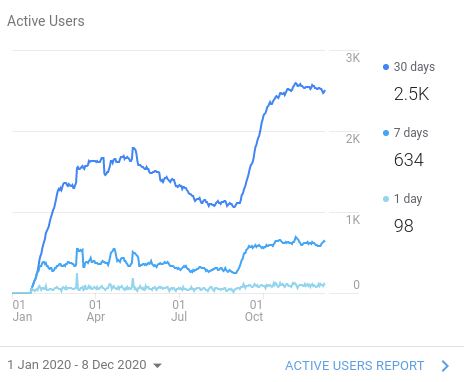 Active Users
3K
2K
1K
0
01
Jan
01
Apr
01
Jul
01
Oct
30 days
2.5K
7 days
634
1 day
98
1 Jan 2020 - 8 Dec 2020
ACTIVE USERS REPORT